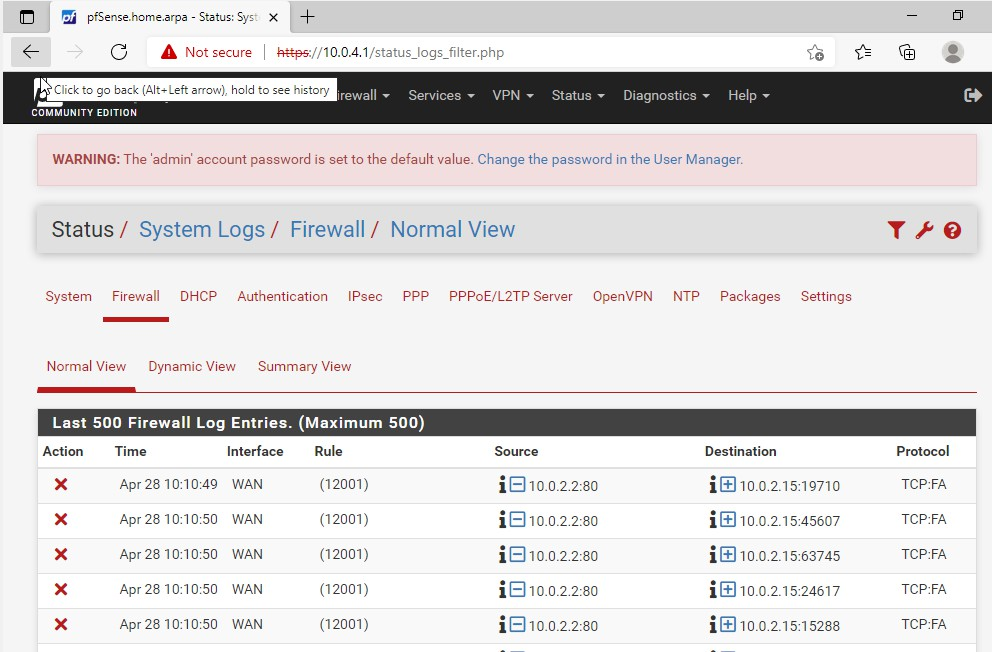 pfSense.home.arpa - Status: Syst
Not secure https://10.0.4.1/status_logs_filter.php
Click to go back (Alt+Left arrow), hold to see history
irewall Services VPN Status Diagnostics Help
COMMUNITY EDITION
WARNING: The 'admin' account password is set to the default value. Change the password in the User Manager.
Status / System Logs / Firewall / Normal View
System Firewall DHCP Authentication IPsec PPP PPPoE/L2TP Server OpenVPN NTP Packages Settings
Normal View Dynamic View Summary View
Last 500 Firewall Log Entries. (Maximum 500)
Action Time Interface Rule Source Destination Protocol
Apr 28 10:10:49 WAN (12001) 10.0.2.2:80 10.0.2.15:19710 TCP:FA
Apr 28 10:10:50 WAN (12001) 10.0.2.2:80 10.0.2.15:45607 TCP:FA
Apr 28 10:10:50 WAN (12001) 10.0.2.2:80 10.0.2.15:63745 TCP:FA
Apr 28 10:10:50 WAN (12001) 10.0.2.2:80 10.0.2.15:24617 TCP:FA
Apr 28 10:10:50 WAN (12001) 10.0.2.2:80 10.0.2.15:15288 TCP:FA